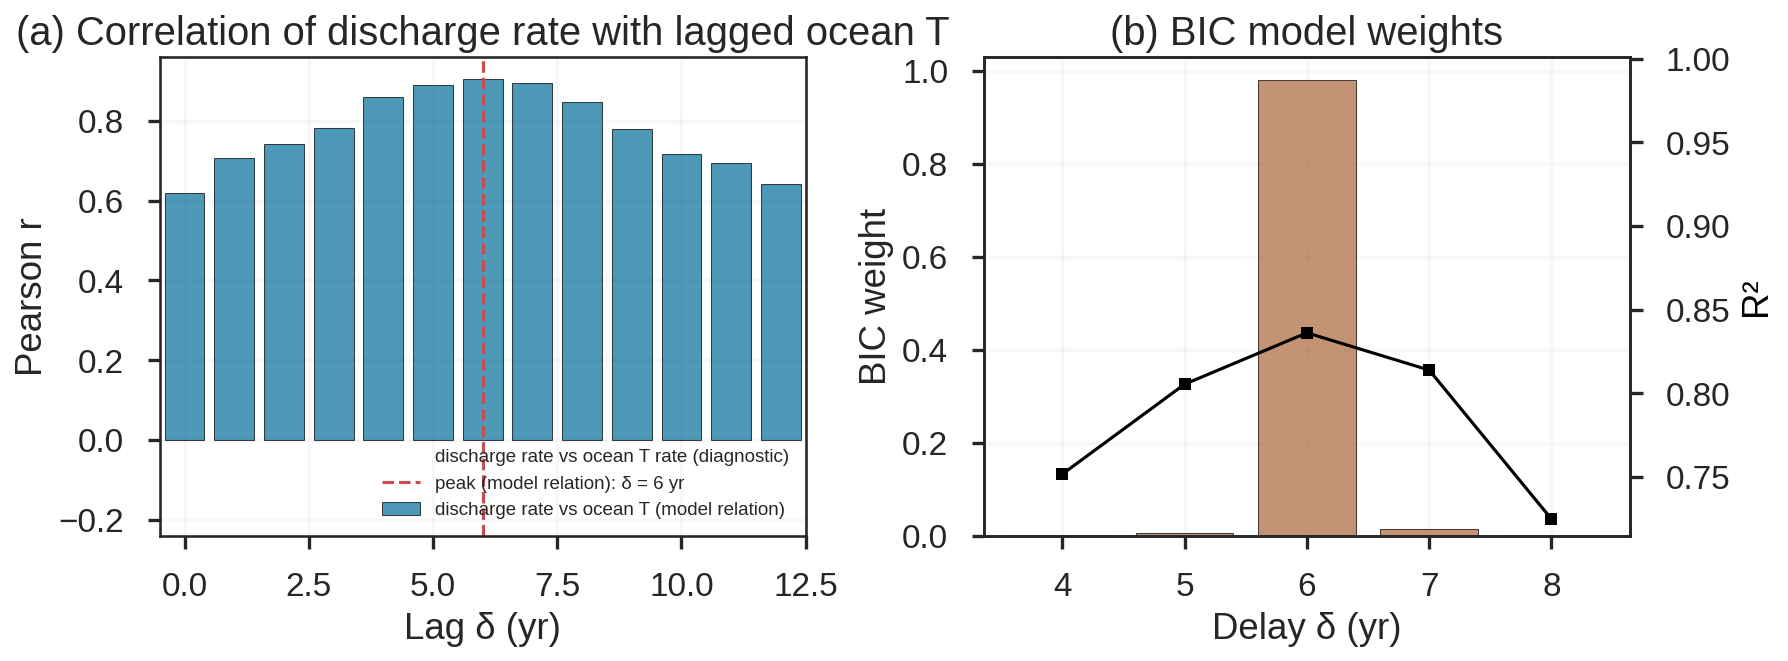 (a) Correlation of discharge rate with lagged ocean T
Pearson r
0.8
0.6
0.4
0.2
0.0
−0.2
discharge rate vs ocean T rate (diagnostic)
peak (model relation): δ = 6 yr
discharge rate vs ocean T (model relation)
0.0 2.5 5.0 7.5 10.0 12.5
Lag δ (yr)
(b) BIC model weights
BIC weight
1.0
0.8
0.6
0.4
0.2
0.0
1.00
0.95
0.90
0.85
0.80
0.75
R²
4 5 6 7 8
Delay δ (yr)